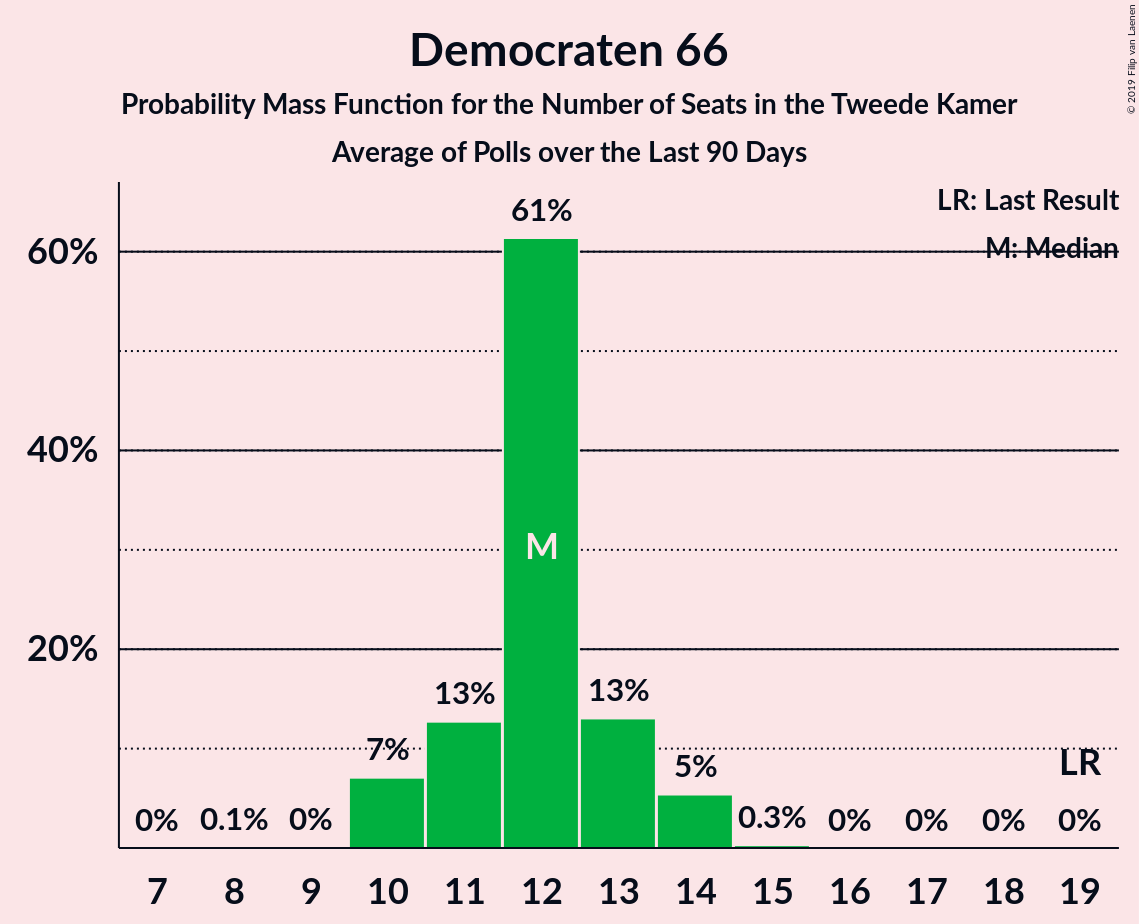 Democraten 66
Probability Mass Function for the Number of Seats in the Tweede Kamer
Average of Polls over the Last 90 Days
© 2019 Filip van Laenen
LR: Last Result
M: Median
60%
40%
20%
0%
0.1%
0%
7%
13%
61%
13%
5%
0.3%
0%
0%
0%
0%
M
LR
7 8 9 10 11 12 13 14 15 16 17 18 19